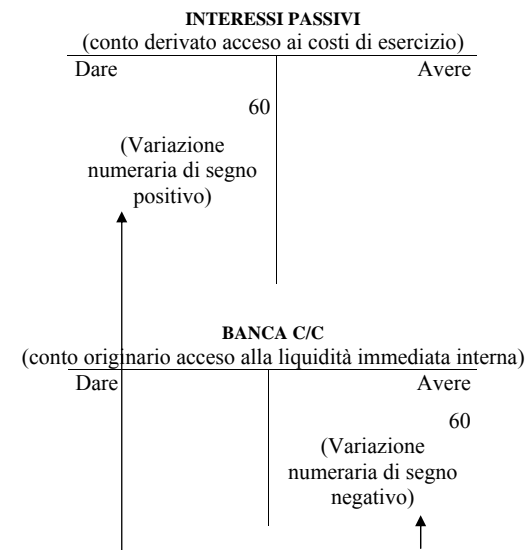 INTERESSI PASSIVI
(conto derivato acceso ai costi di esercizio)
Dare Avere
60
(Variazione
numeraria di segno
positivo)
BANCA C/C
(conto originario acceso alla liquidità immediata interna)
Dare Avere
60
(Variazione
numeraria di segno
negativo)